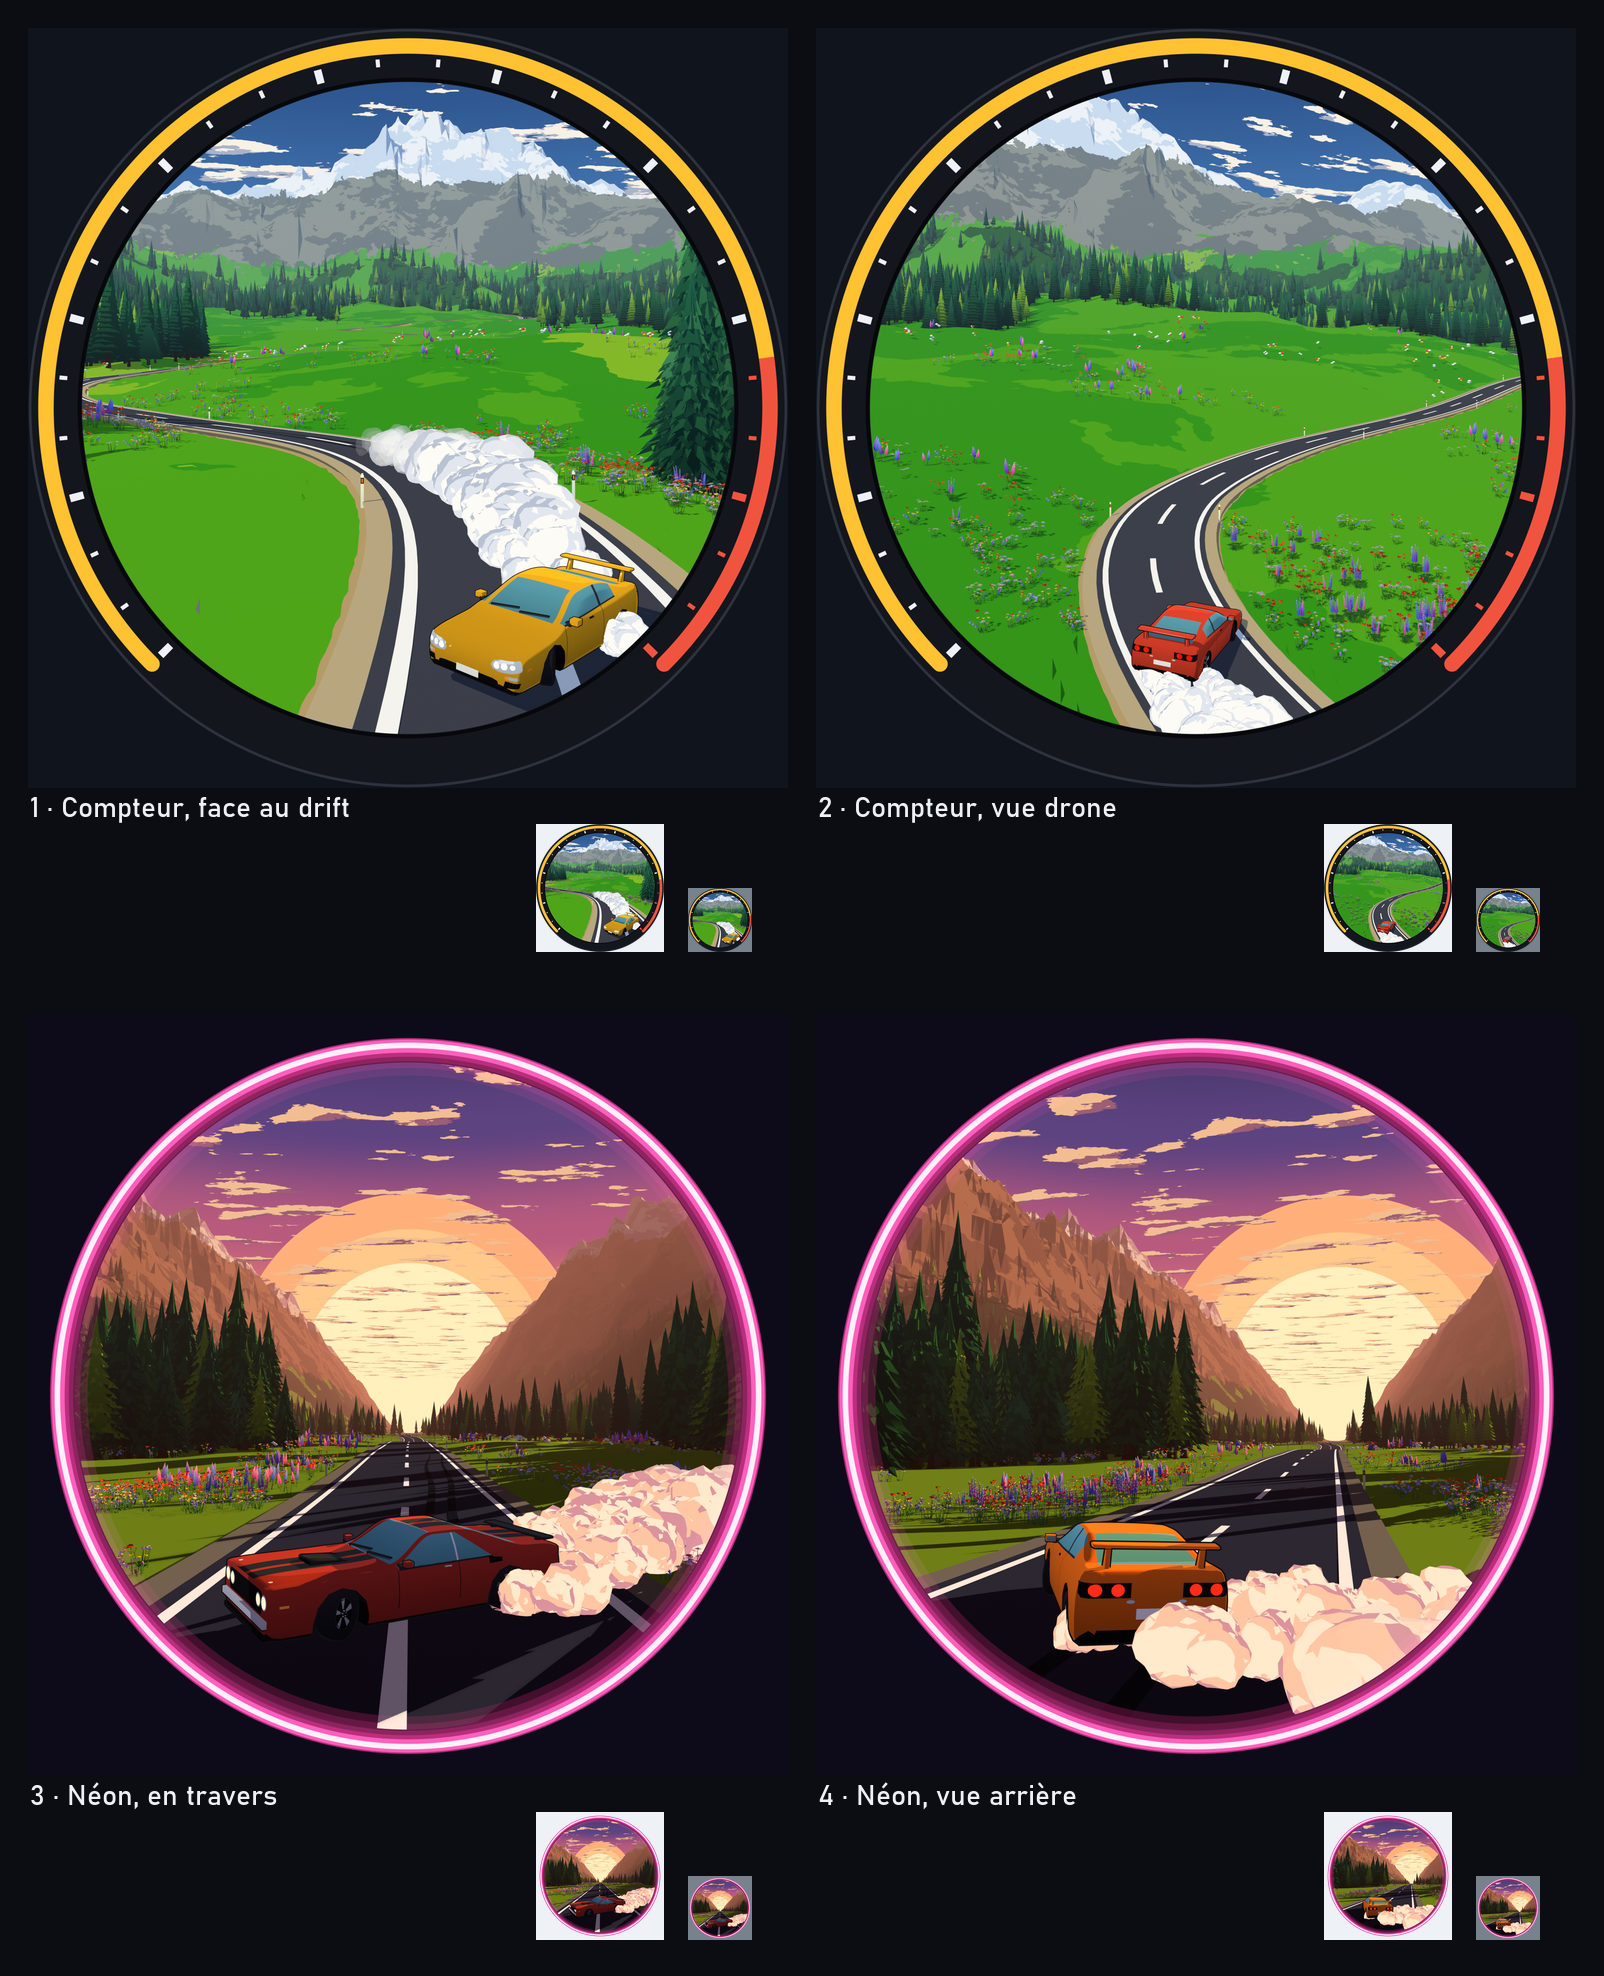 1 · Compteur, face au drift
2 · Compteur, vue drone
3 · Néon, en travers
4 · Néon, vue arrière